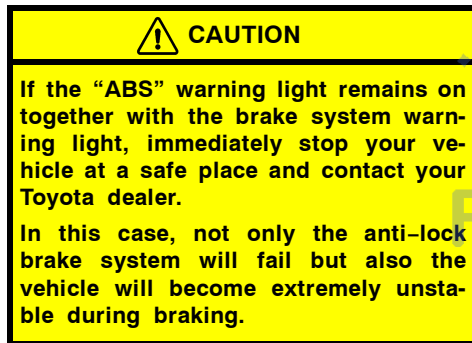 CAUTION
If the “ABS” warning light remains on
together with the brake system warn-
ing light, immediately stop your ve-
hicle at a safe place and contact your
Toyota dealer.
In this case, not only the anti–lock
brake system will fail but also the
vehicle will become extremely unsta-
ble during braking.